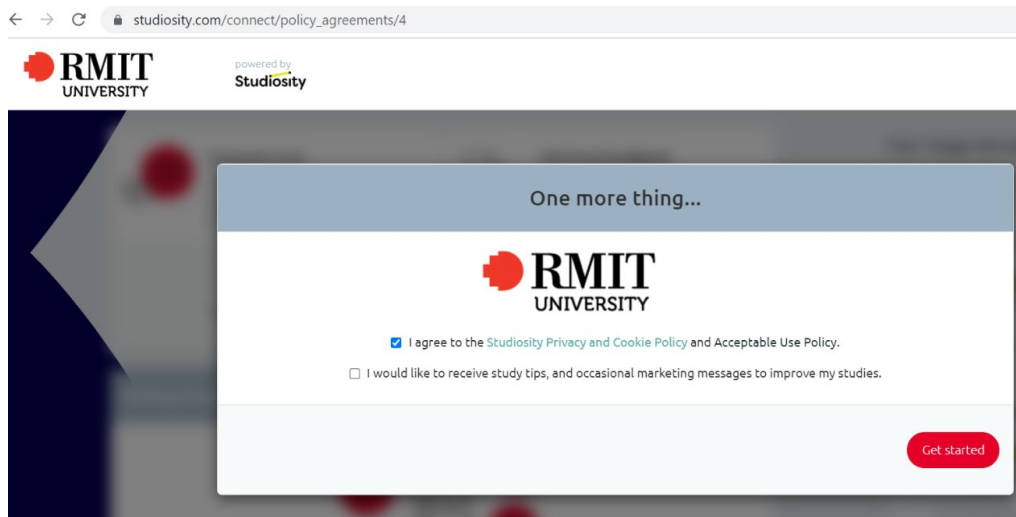 studiosity.com/connect/policy_agreements/4
RMIT
UNIVERSITY
powered by
Studiosity
One more thing...
RMIT
UNIVERSITY
I agree to the Studiosity Privacy and Cookie Policy and Acceptable Use Policy.
I would like to receive study tips, and occasional marketing messages to improve my studies.
Get started